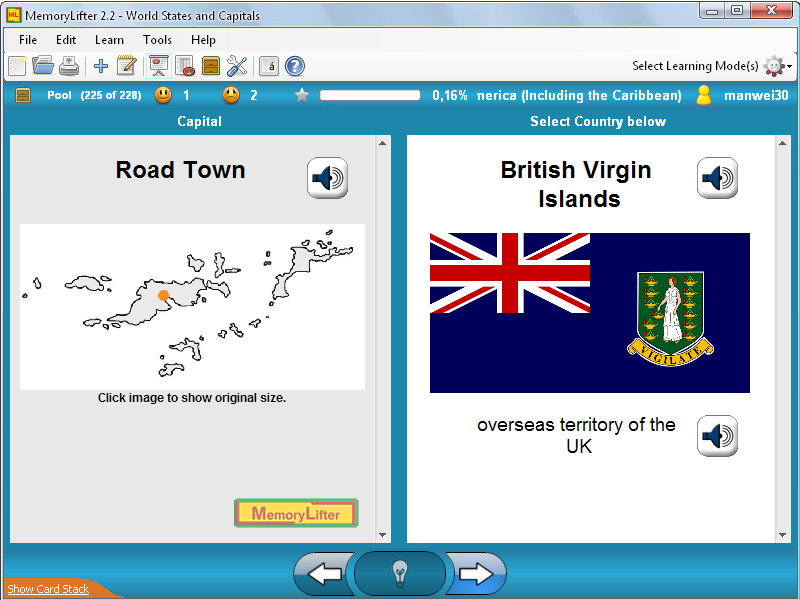 MemoryLifter 2.2 - World States and Capitals
File Edit Learn Tools Help
Select Learning Mode(s)
Pool (225 of 228) 1 2 0,16% nerica (Including the Caribbean) manwei30
Capital
Select Country below
Road Town
British Virgin
Islands
VIGILATE
Click image to show original size.
overseas territory of the
UK
MemoryLifter
Show Card Stack